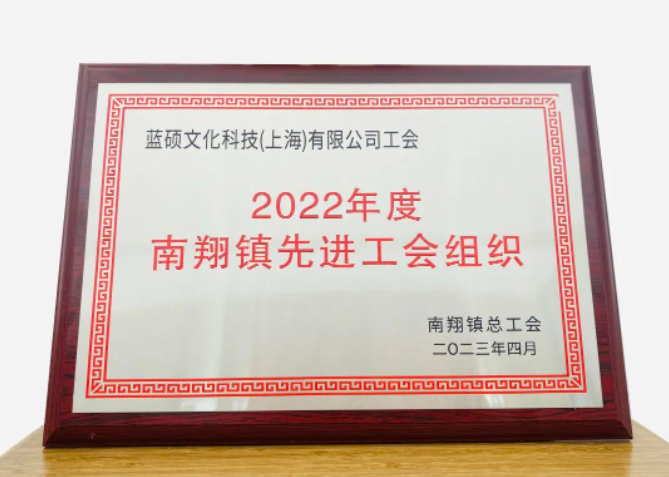 蓝硕文化科技(上海)有限公司工会
2022年度
南翔镇先进工会组织
南翔镇总工会
二〇二三年四月